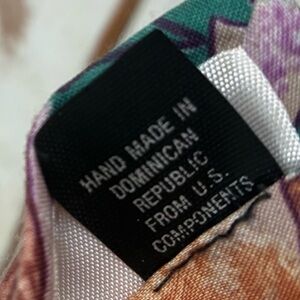 HAND MADE IN
DOMINICAN
REPUBLIC
FROM U.S.
COMPONENTS